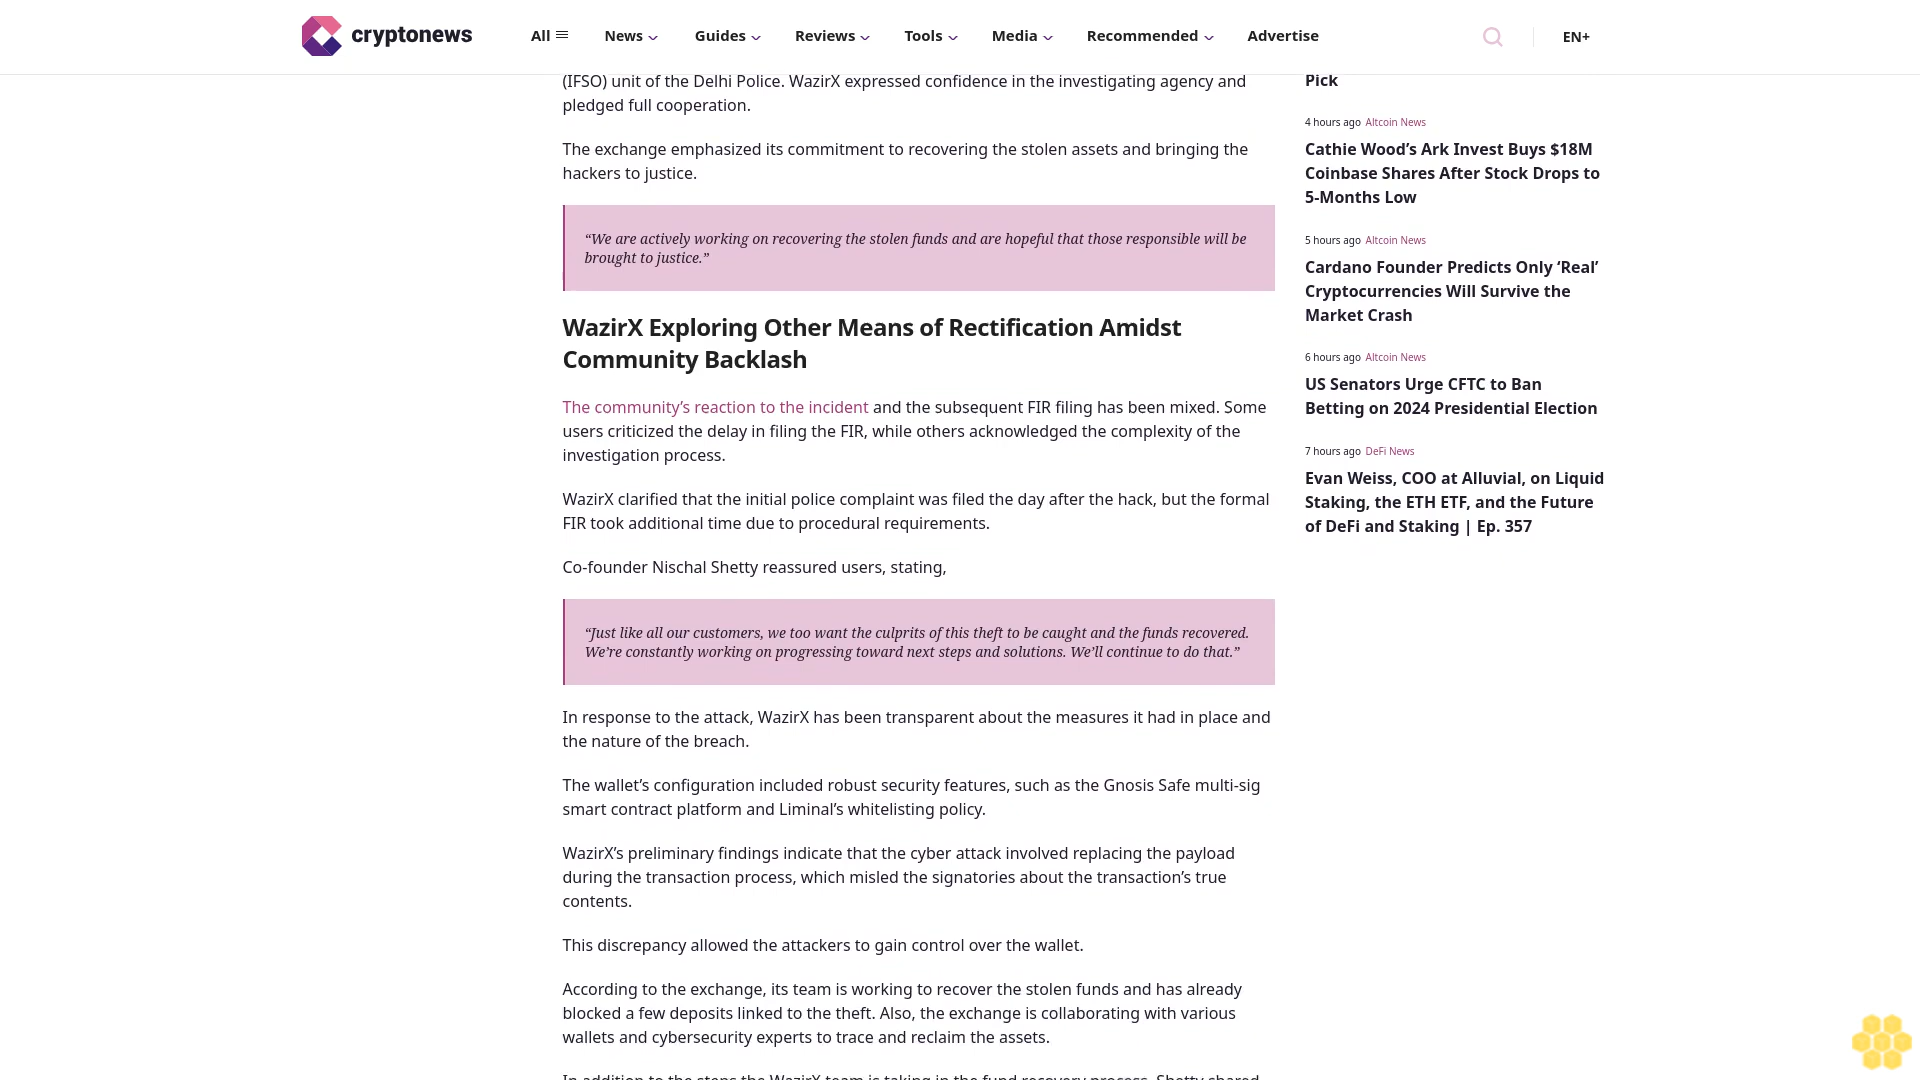 cryptonews
All
News
Guides
Reviews
Tools
Media
Recommended
Advertise
EN+
(IFSO) unit of the Delhi Police. WazirX expressed confidence in the investigating agency and
pledged full cooperation.
The exchange emphasized its commitment to recovering the stolen assets and bringing the
hackers to justice.
“We are actively working on recovering the stolen funds and are hopeful that those responsible will be
brought to justice.”
WazirX Exploring Other Means of Rectification Amidst
Community Backlash
The community’s reaction to the incident and the subsequent FIR filing has been mixed. Some
users criticized the delay in filing the FIR, while others acknowledged the complexity of the
investigation process.
WazirX clarified that the initial police complaint was filed the day after the hack, but the formal
FIR took additional time due to procedural requirements.
Co-founder Nischal Shetty reassured users, stating,
“Just like all our customers, we too want the culprits of this theft to be caught and the funds recovered.
We’re constantly working on progressing toward next steps and solutions. We’ll continue to do that.”
In response to the attack, WazirX has been transparent about the measures it had in place and
the nature of the breach.
The wallet’s configuration included robust security features, such as the Gnosis Safe multi-sig
smart contract platform and Liminal’s whitelisting policy.
WazirX’s preliminary findings indicate that the cyber attack involved replacing the payload
during the transaction process, which misled the signatories about the transaction’s true
contents.
This discrepancy allowed the attackers to gain control over the wallet.
According to the exchange, its team is working to recover the stolen funds and has already
blocked a few deposits linked to the theft. Also, the exchange is collaborating with various
wallets and cybersecurity experts to trace and reclaim the assets.
In addition to the steps the WazirX team is taking in the fund recovery process, Shetty shared
Pick
4 hours ago Altcoin News
Cathie Wood’s Ark Invest Buys $18M
Coinbase Shares After Stock Drops to
5-Months Low
5 hours ago Altcoin News
Cardano Founder Predicts Only ‘Real’
Cryptocurrencies Will Survive the
Market Crash
6 hours ago Altcoin News
US Senators Urge CFTC to Ban
Betting on 2024 Presidential Election
7 hours ago DeFi News
Evan Weiss, COO at Alluvial, on Liquid
Staking, the ETH ETF, and the Future
of DeFi and Staking | Ep. 357